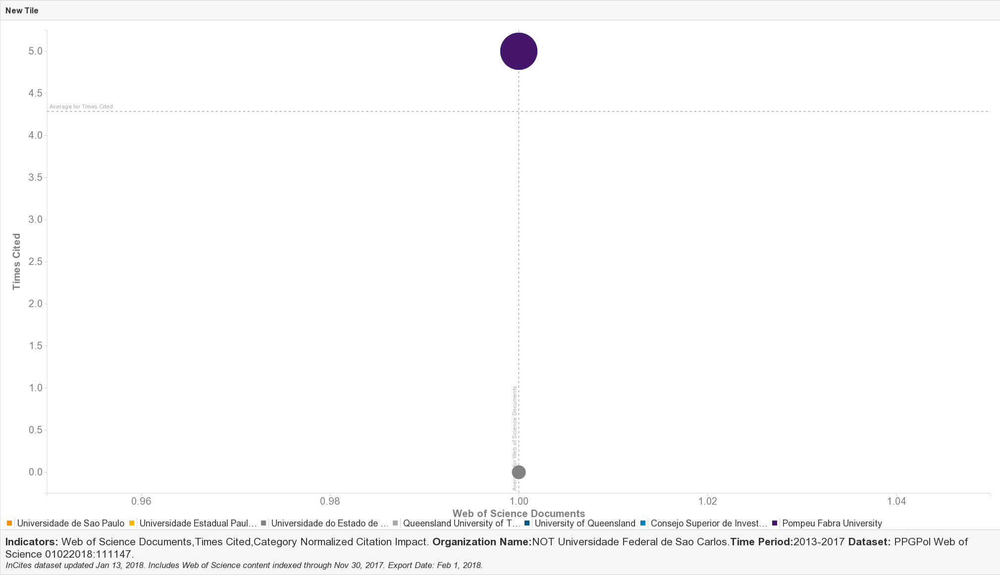 New Tile
5.0
4.5
Average for Times Cited
4.0
3.5
3.0
2.5
2.0
1.5
1.0
0.5
0.0
Times Cited
for Web of Science Documents
0.96 0.98 1.00 1.02 1.04
Web of Science Documents
Universidade de Sao Paulo Universidade Estadual Paul... Universidade do Estado de ... Queensland University of T... University of Queensland Consejo Superior de Invest... Pompeu Fabra University
Indicators: Web of Science Documents,Times Cited,Category Normalized Citation Impact. Organization Name:NOT Universidade Federal de Sao Carlos.Time Period:2013-2017 Dataset: PPGPol Web of
Science 01022018:111147.
InCites dataset updated Jan 13, 2018. Includes Web of Science content indexed through Nov 30, 2017. Export Date: Feb 1, 2018.